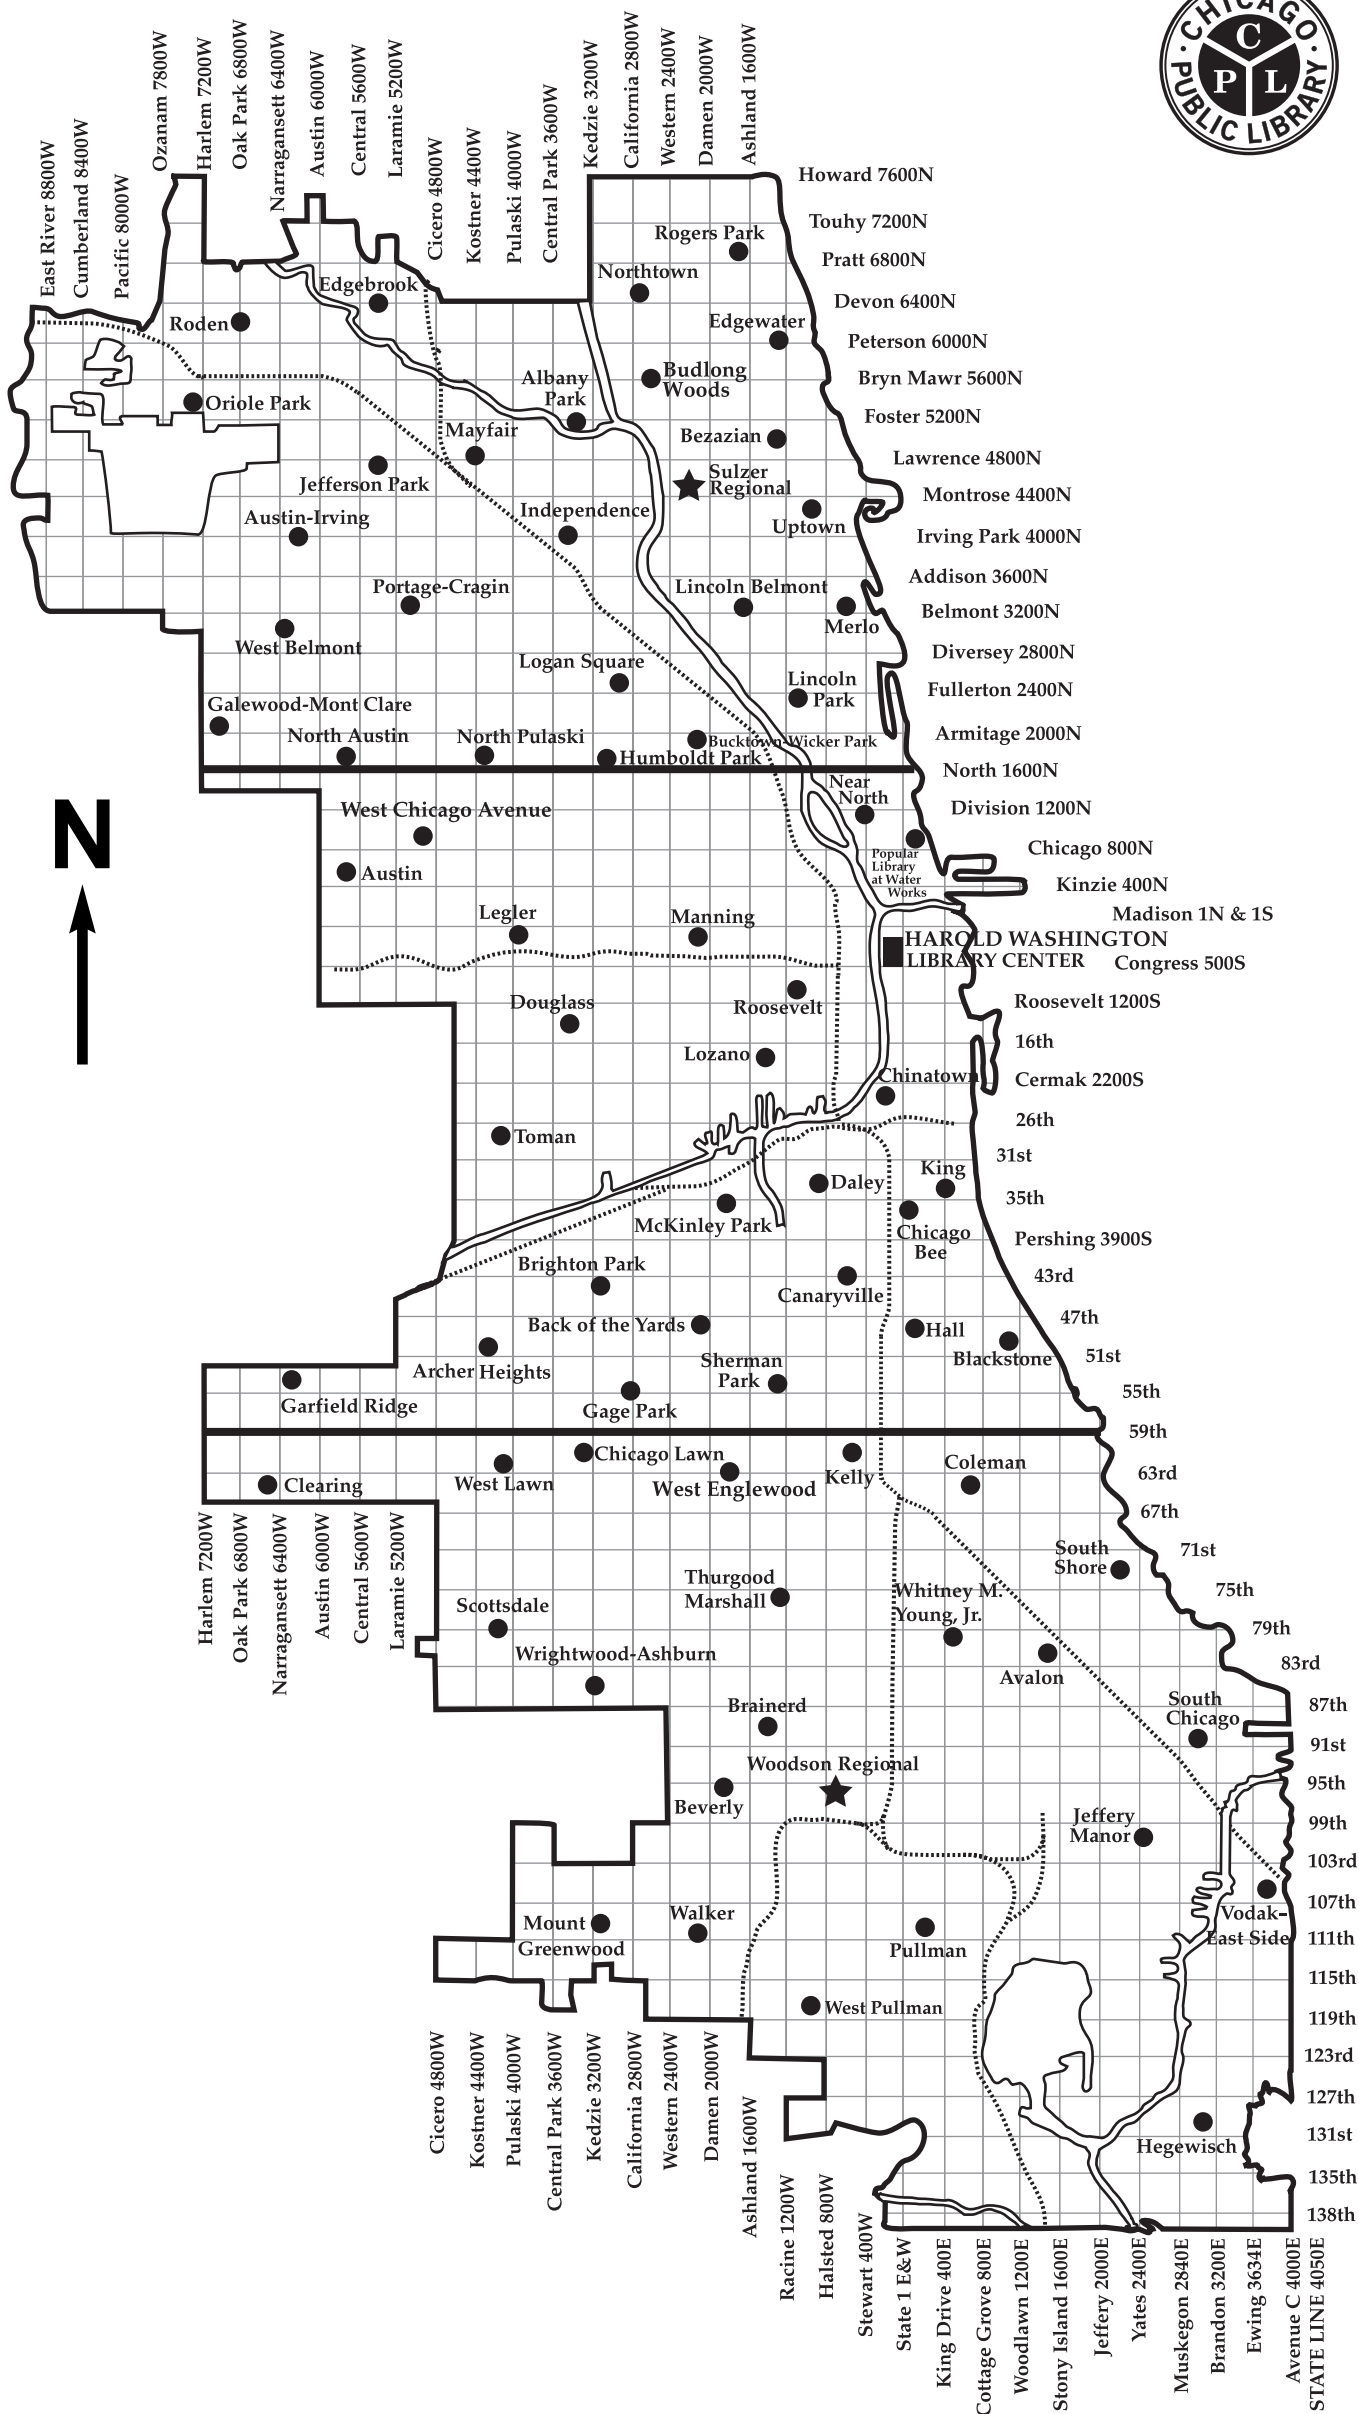 CHICAGO
PUBLIC LIBRARY
C
P L
East River 8800W
Cumberland 8400W
Pacific 8000W
Ozanam 7800W
Harlem 7200W
Oak Park 6800W
Narragansett 6400W
Austin 6000W
Central 5600W
Laramie 5200W
Cicero 4800W
Kostner 4400W
Pulaski 4000W
Central Park 3600W
Kedzie 3200W
California 2800W
Western 2400W
Damen 2000W
Ashland 1600W
Howard 7600N
Touhy 7200N
Pratt 6800N
Devon 6400N
Peterson 6000N
Bryn Mawr 5600N
Foster 5200N
Lawrence 4800N
Montrose 4400N
Irving Park 4000N
Addison 3600N
Belmont 3200N
Diversey 2800N
Fullerton 2400N
Armitage 2000N
North 1600N
Division 1200N
Chicago 800N
Kinzie 400N
Madison 1N & 1S
Congress 500S
Roosevelt 1200S
16th
Cermak 2200S
26th
31st
35th
Pershing 3900S
43rd
47th
51st
55th
59th
63rd
67th
71st
75th
79th
83rd
87th
91st
95th
99th
103rd
107th
111th
115th
119th
123rd
127th
131st
135th
138th
Rogers Park
Northtown
Edgebrook
Roden
Edgewater
Budlong
Woods
Albany
Park
Oriole Park
Mayfair
Bezazian
Jefferson Park
Sulzer
Regional
Austin-Irving
Independence
Uptown
Portage-Cragin
Lincoln Belmont
Merlo
West Belmont
Logan Square
Lincoln
Park
Galewood-Mont Clare
North Austin
North Pulaski
Bucktown-Wicker Park
Humboldt Park
N
Near
North
West Chicago Avenue
Austin
Popular
Library
at Water
Works
Legler
Manning
HAROLD WASHINGTON
LIBRARY CENTER
Douglass
Roosevelt
Lozano
Chinatown
Toman
Daley
King
McKinley Park
Chicago
Bee
Brighton Park
Canaryville
Back of the Yards
Hall
Blackstone
Archer Heights
Sherman
Park
Garfield Ridge
Gage Park
Chicago Lawn
West Lawn
West Englewood
Kelly
Coleman
Clearing
South
Shore
Thurgood
Marshall
Whitney M.
Young, Jr.
Scottsdale
Wrightwood-Ashburn
Avalon
Brainerd
South
Chicago
Woodson Regional
Beverly
Jeffery
Manor
Mount
Greenwood
Walker
Pullman
Vodak-
East Side
West Pullman
Hegewisch
Harlem 7200W
Oak Park 6800W
Narragansett 6400W
Austin 6000W
Central 5600W
Laramie 5200W
Cicero 4800W
Kostner 4400W
Pulaski 4000W
Central Park 3600W
Kedzie 3200W
California 2800W
Western 2400W
Damen 2000W
Ashland 1600W
Racine 1200W
Halsted 800W
Stewart 400W
State 1 E&W
King Drive 400E
Cottage Grove 800E
Woodlawn 1200E
Stony Island 1600E
Jeffery 2000E
Yates 2400E
Muskegon 2840E
Brandon 3200E
Ewing 3634E
Avenue C 4000E
STATE LINE 4050E